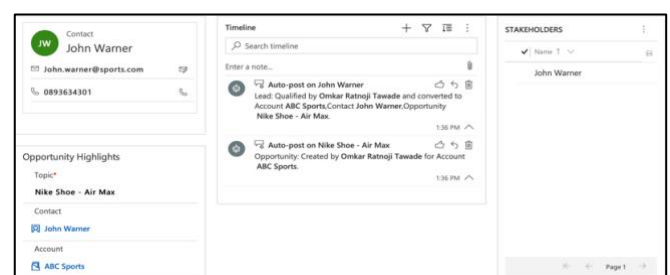 JW
Contact
John Warner
John.warner@sports.com
0893634301
Opportunity Highlights
Topic*
Nike Shoe - Air Max
Contact
John Warner
Account
ABC Sports
Timeline
Search timeline
Enter a note...
Auto-post on John Warner
Lead: Qualified by Omkar Ratnoji Tawade and converted to
Account ABC Sports,Contact John Warner,Opportunity
Nike Shoe - Air Max.
1:36 PM
Auto-post on Nike Shoe - Air Max
Opportunity: Created by Omkar Ratnoji Tawade for Account
ABC Sports.
1:36 PM
STAKEHOLDERS
Name ↑
John Warner
Page 1